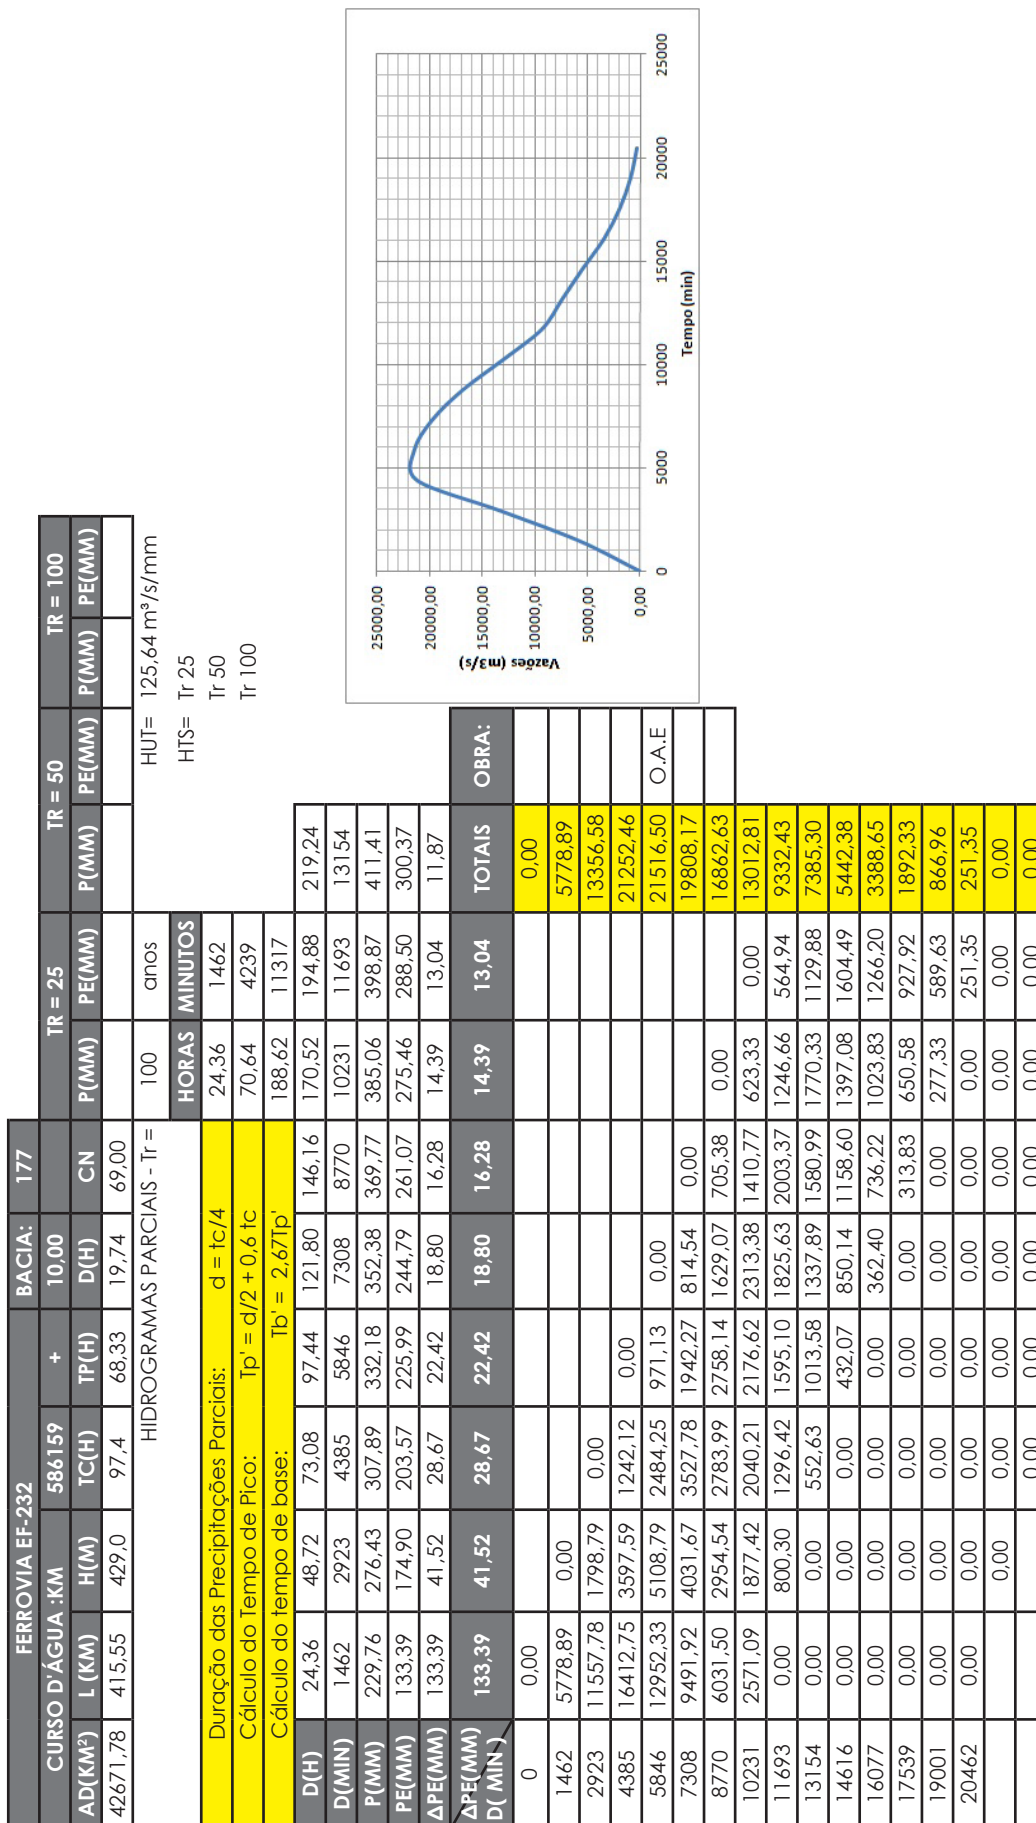 FERROVIA EF-232 BACIA: 177
CURSO D'ÁGUA :KM 586159 + 10,00 TR = 25 TR = 50 TR = 100
AD(KM²) L (KM) H(M) TC(H) TP(H) D(H) CN P(MM) PE(MM) P(MM) PE(MM) P(MM) PE(MM)
42671,78 415,55 429,0 97,4 68,33 19,74 69,00
HIDROGRAMAS PARCIAIS - Tr = 100 anos HUT= 125,64 m³/s/mm
HORAS MINUTOS HTS= Tr 25
Duração das Precipitações Parciais: d = tc/4 24,36 1462 Tr 50
Cálculo do Tempo de Pico: Tp' = d/2 + 0,6 tc 70,64 4239 Tr 100
Cálculo do tempo de base: Tb' = 2,67Tp' 188,62 11317
D(H) 24,36 48,72 73,08 97,44 121,80 146,16 170,52 194,88 219,24
D(MIN) 1462 2923 4385 5846 7308 8770 10231 11693 13154
P(MM) 229,76 276,43 307,89 332,18 352,38 369,77 385,06 398,87 411,41
PE(MM) 133,39 174,90 203,57 225,99 244,79 261,07 275,46 288,50 300,37
ΔPE(MM) 133,39 41,52 28,67 22,42 18,80 16,28 14,39 13,04 11,87
ΔPE(MM) D( MIN ) 133,39 41,52 28,67 22,42 18,80 16,28 14,39 13,04 TOTAIS OBRA:
0 0,00 0,00
1462 5778,89 0,00 5778,89
2923 11557,78 1798,79 0,00 13356,58
4385 16412,75 3597,59 1242,12 0,00 21252,46
5846 12952,33 5108,79 2484,25 971,13 0,00 21516,50 O.A.E
7308 9491,92 4031,67 3527,78 1942,27 814,54 0,00 19808,17
8770 6031,50 2954,54 2783,99 2758,14 1629,07 705,38 0,00 16862,63
10231 2571,09 1877,42 2040,21 2176,62 2313,38 1410,77 623,33 0,00 13012,81
11693 0,00 800,30 1296,42 1595,10 1825,63 2003,37 1246,66 564,94 9332,43
13154 0,00 0,00 552,63 1013,58 1337,89 1580,99 1770,33 1129,88 7385,30
14616 0,00 0,00 0,00 432,07 850,14 1158,60 1397,08 1604,49 5442,38
16077 0,00 0,00 0,00 0,00 362,40 736,22 1023,83 1266,20 3388,65
17539 0,00 0,00 0,00 0,00 0,00 313,83 650,58 927,92 1892,33
19001 0,00 0,00 0,00 0,00 0,00 0,00 277,33 589,63 866,96
20462 0,00 0,00 0,00 0,00 0,00 0,00 0,00 251,35 251,35
0,00 0,00 0,00 0,00 0,00 0,00 0,00 0,00
0,00 0,00 0,00 0,00 0,00 0,00 0,00
Vazões (m3/s)
25000,00
20000,00
15000,00
10000,00
5000,00
0,00
0 5000 10000 15000 20000 25000
Tempo (min)